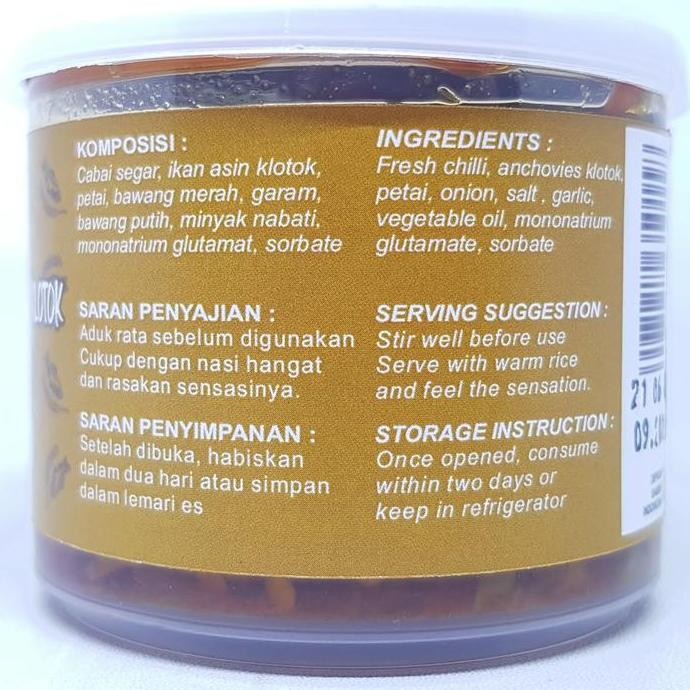 KOMPOSISI :
Cabai segar, ikan asin klotok,
petai, bawang merah, garam,
bawang putih, minyak nabati,
mononatrium glutamat, sorbate
SARAN PENYAJIAN :
Aduk rata sebelum digunakan
Cukup dengan nasi hangat
dan rasakan sensasinya.
SARAN PENYIMPANAN :
Setelah dibuka, habiskan
dalam dua hari atau simpan
dalam lemari es
INGREDIENTS :
Fresh chilli, anchovies klotok,
petai, onion, salt , garlic,
vegetable oil, mononatrium
glutamate, sorbate
SERVING SUGGESTION :
Stir well before use
Serve with warm rice
and feel the sensation.
STORAGE INSTRUCTION :
Once opened, consume
within two days or
keep in refrigerator
21 06